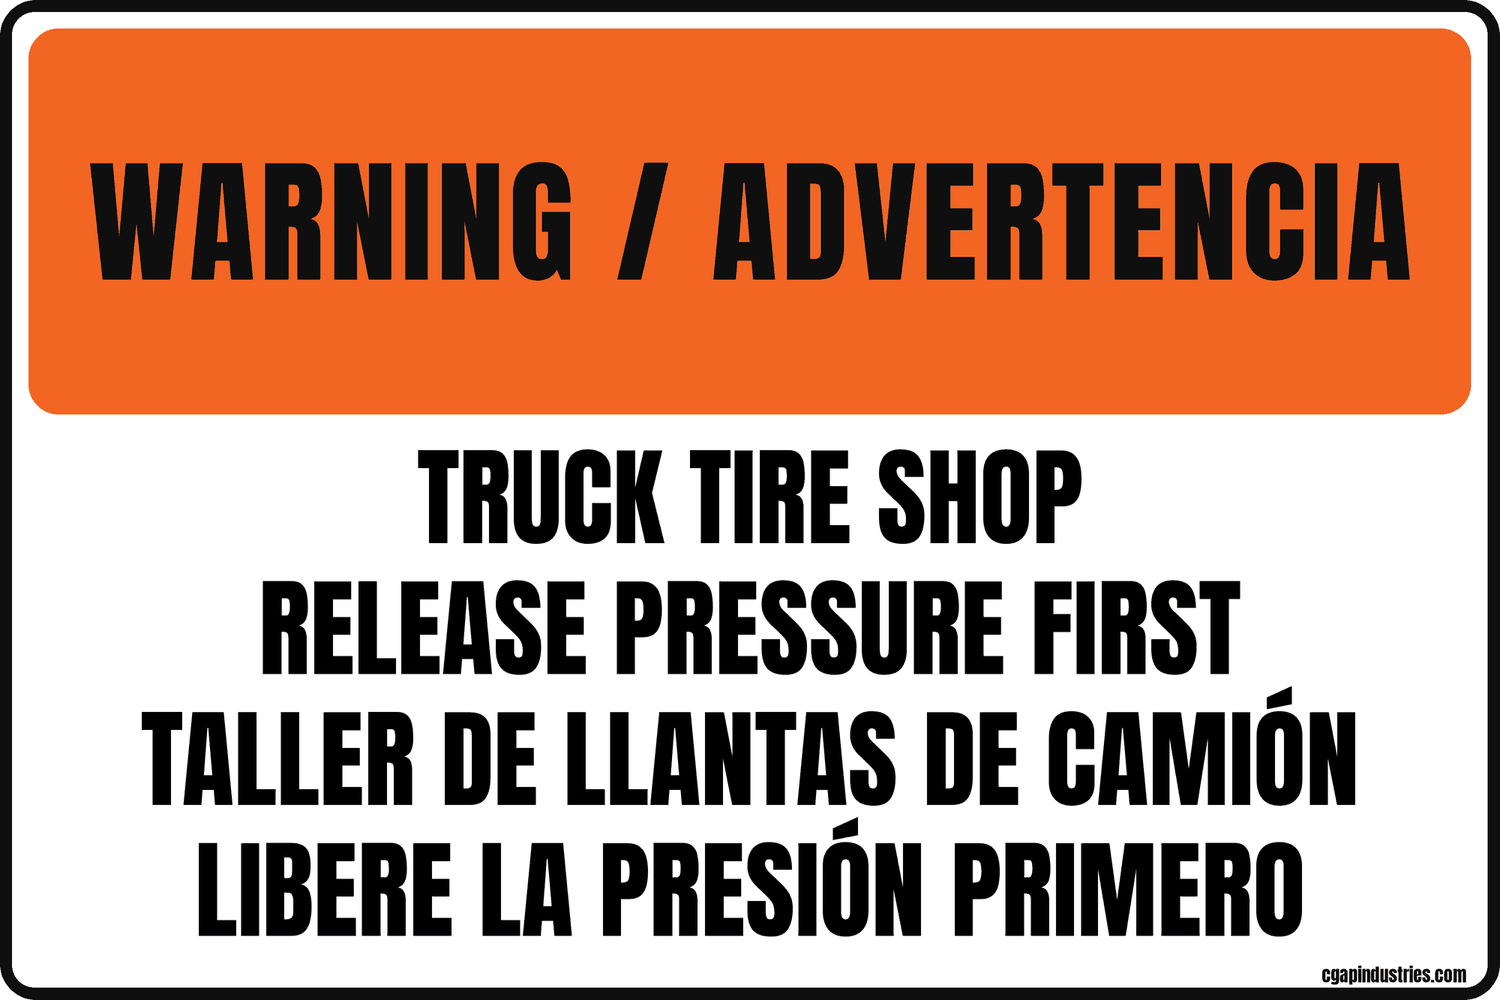 WARNING / ADVERTENCIA
TRUCK TIRE SHOP
RELEASE PRESSURE FIRST
TALLER DE LLANTAS DE CAMIÓN
LIBERE LA PRESIÓN PRIMERO
cgapindustries.com